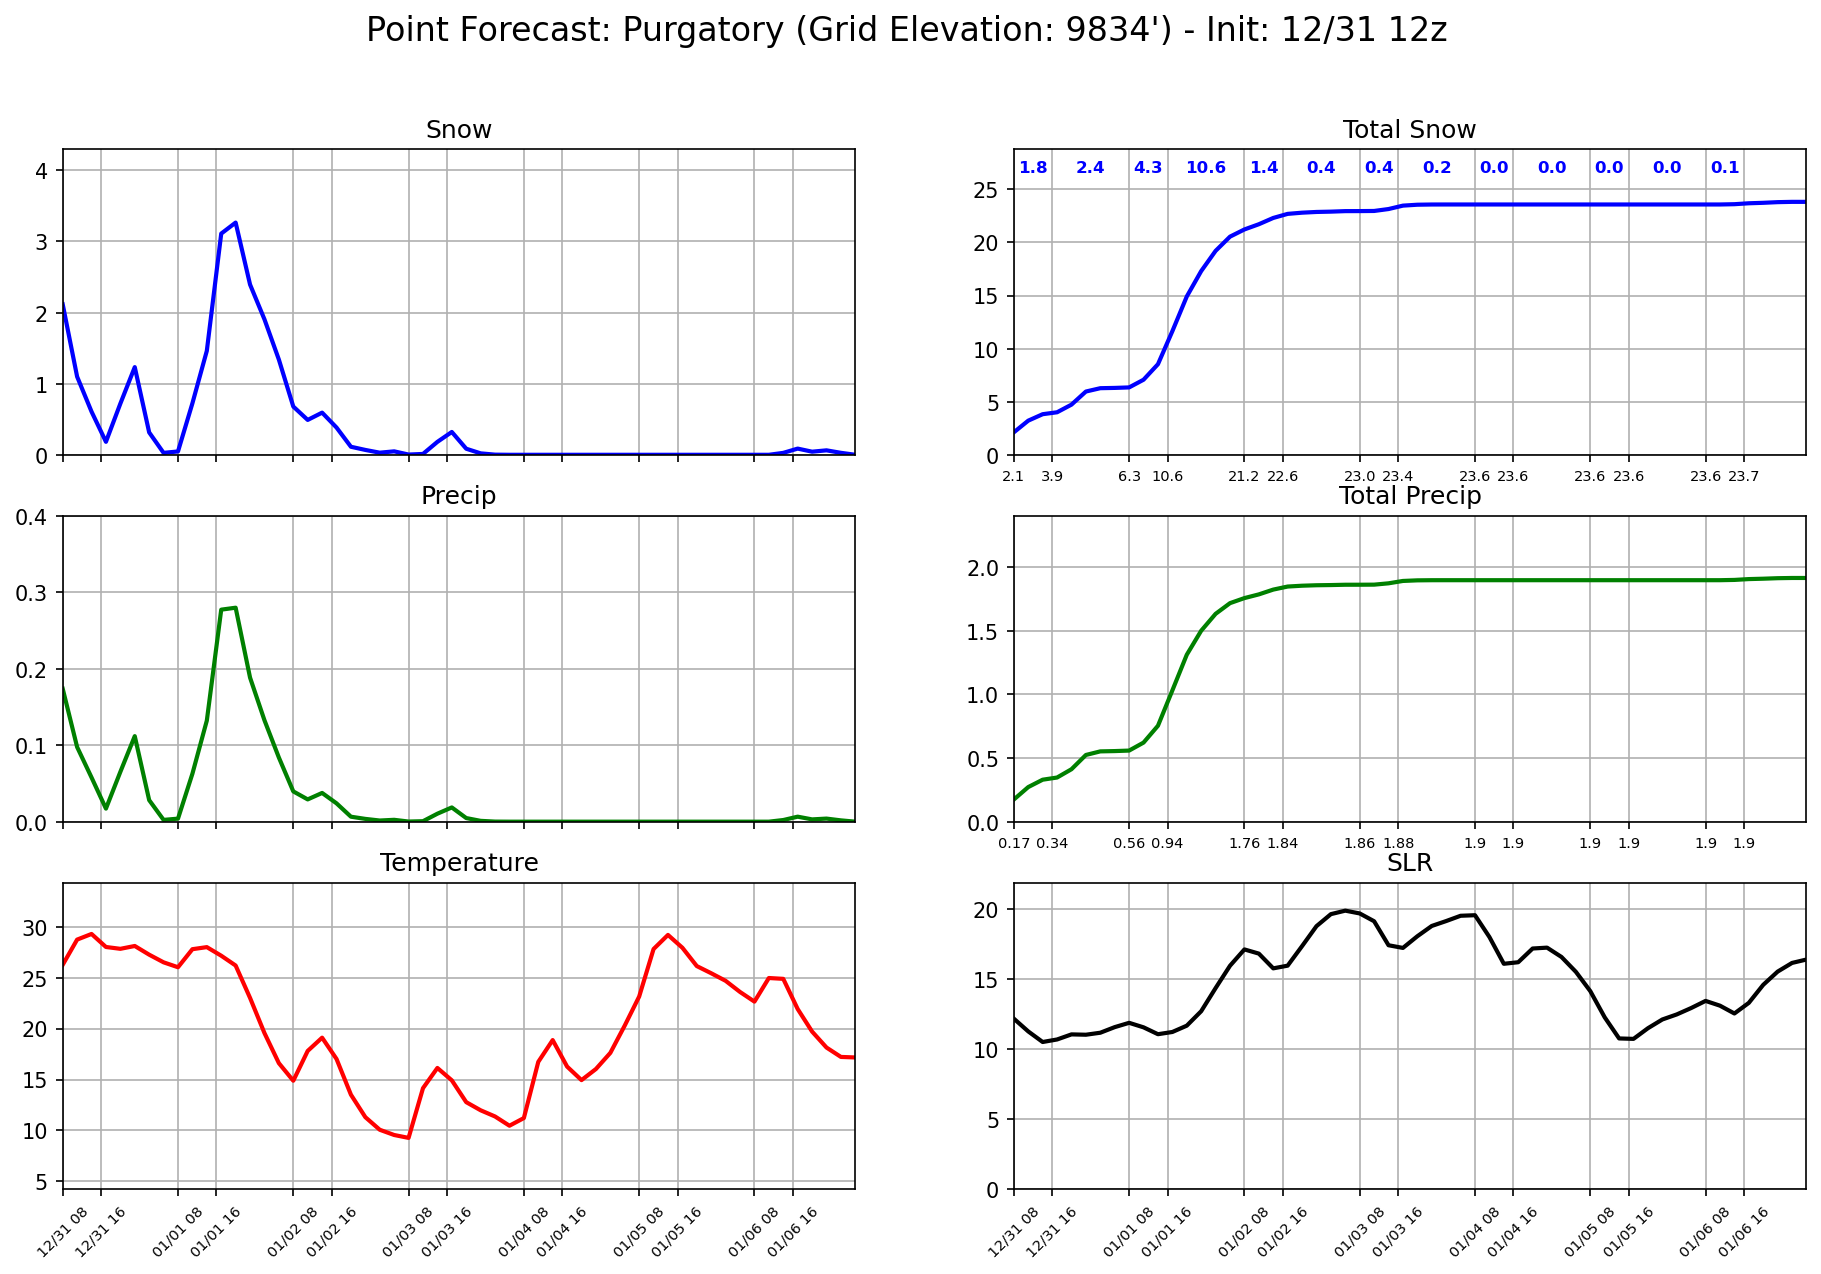 Point Forecast: Purgatory (Grid Elevation: 9834') - Init: 12/31 12z
Snow
4
3
2
1
0
Total Snow
1.8 2.4 4.3 10.6 1.4 0.4 0.4 0.2 0.0 0.0 0.0 0.0 0.1
25
20
15
10
5
0
2.1 3.9 6.3 10.6 21.2 22.6 23.0 23.4 23.6 23.6 23.6 23.6 23.6 23.7
Precip
0.4
0.3
0.2
0.1
0.0
Total Precip
2.0
1.5
1.0
0.5
0.0
0.17 0.34 0.56 0.94 1.76 1.84 1.86 1.88 1.9 1.9 1.9 1.9 1.9 1.9
Temperature
30
25
20
15
10
5
12/31 08 12/31 16 01/01 08 01/01 16 01/02 08 01/02 16 01/03 08 01/03 16 01/04 08 01/04 16 01/05 08 01/05 16 01/06 08 01/06 16
SLR
20
15
10
5
0
12/31 08 12/31 16 01/01 08 01/01 16 01/02 08 01/02 16 01/03 08 01/03 16 01/04 08 01/04 16 01/05 08 01/05 16 01/06 08 01/06 16